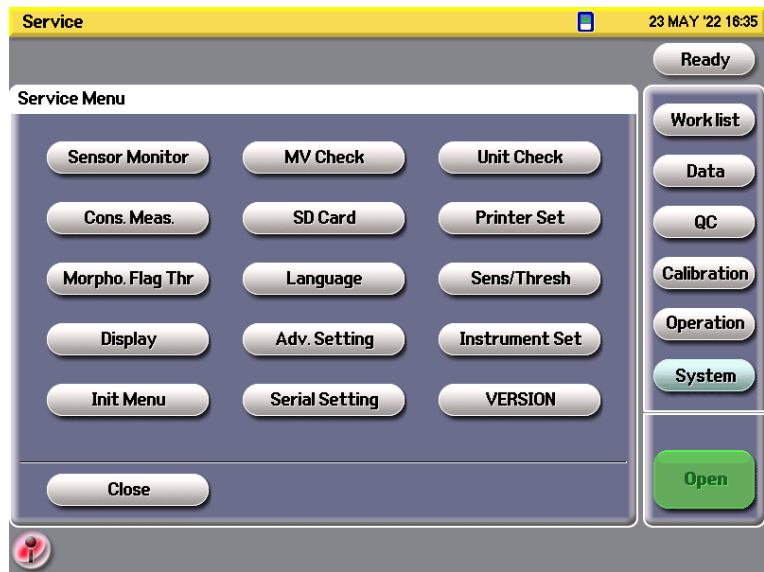 Service
23 MAY '22 16:35
Ready
Service Menu
Work list
Sensor Monitor
MV Check
Unit Check
Data
Cons. Meas.
SD Card
Printer Set
QC
Morpho. Flag Thr
Language
Sens/Thresh
Calibration
Display
Adv. Setting
Instrument Set
Operation
System
Init Menu
Serial Setting
VERSION
Close
Open